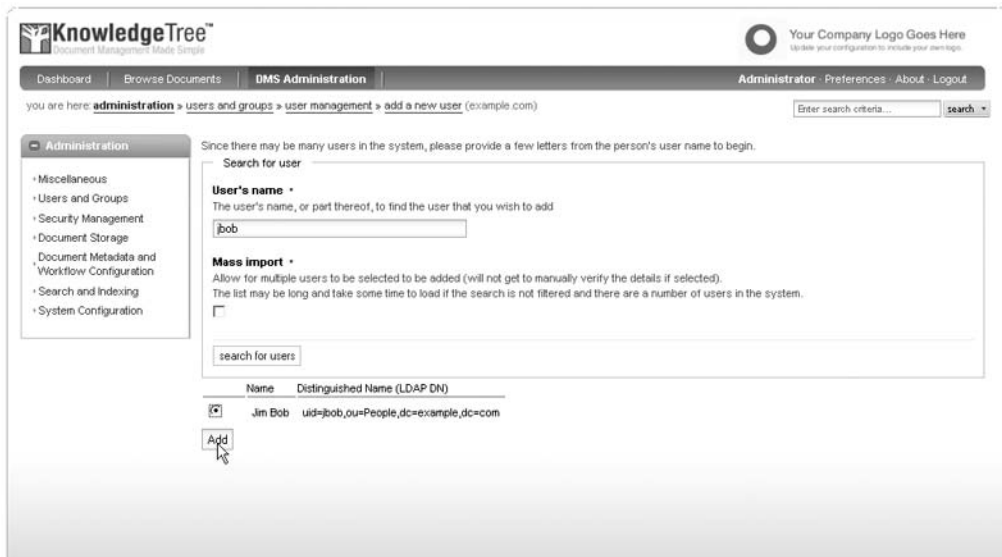 KnowledgeTree™
Document Management Made Simple
Your Company Logo Goes Here
Update your configuration to include your own logo.
Dashboard Browse Documents DMS Administration Administrator · Preferences · About · Logout
you are here: administration » users and groups » user management » add a new user (example.com)
Enter search criteria... search
Administration
Miscellaneous
Users and Groups
Security Management
Document Storage
Document Metadata and
Workflow Configuration
Search and Indexing
System Configuration
Since there may be many users in the system, please provide a few letters from the person's user name to begin.
Search for user
User's name
The user's name, or part thereof, to find the user that you wish to add
jbob
Mass import
Allow for multiple users to be selected to be added (will not get to manually verify the details if selected).
The list may be long and take some time to load if the search is not filtered and there are a number of users in the system.
search for users
Name Distinguished Name (LDAP DN)
Jim Bob uid=jbob,ou=People,dc=example,dc=com
Add